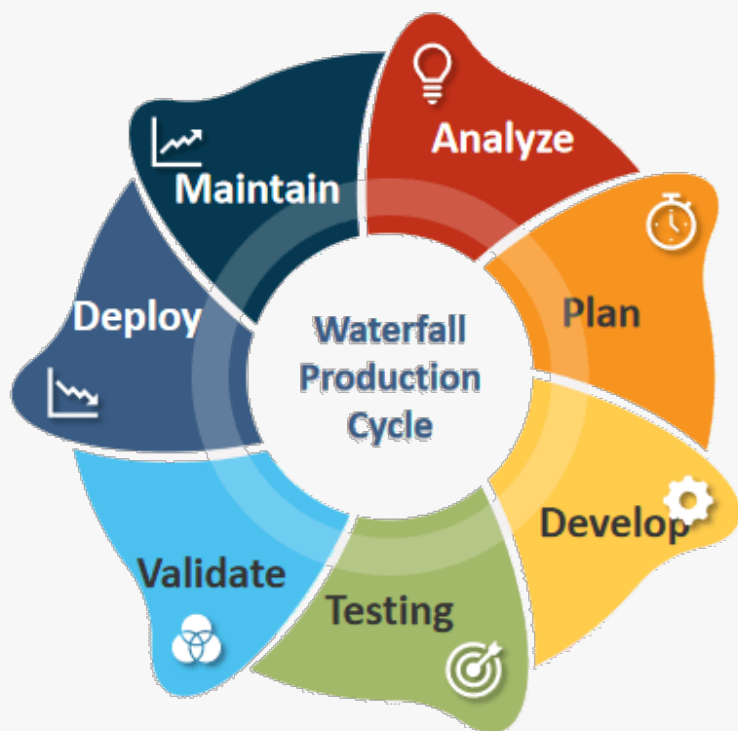 Analyze
Plan
Develop
Testing
Validate
Deploy
Maintain
Waterfall
Production
Cycle